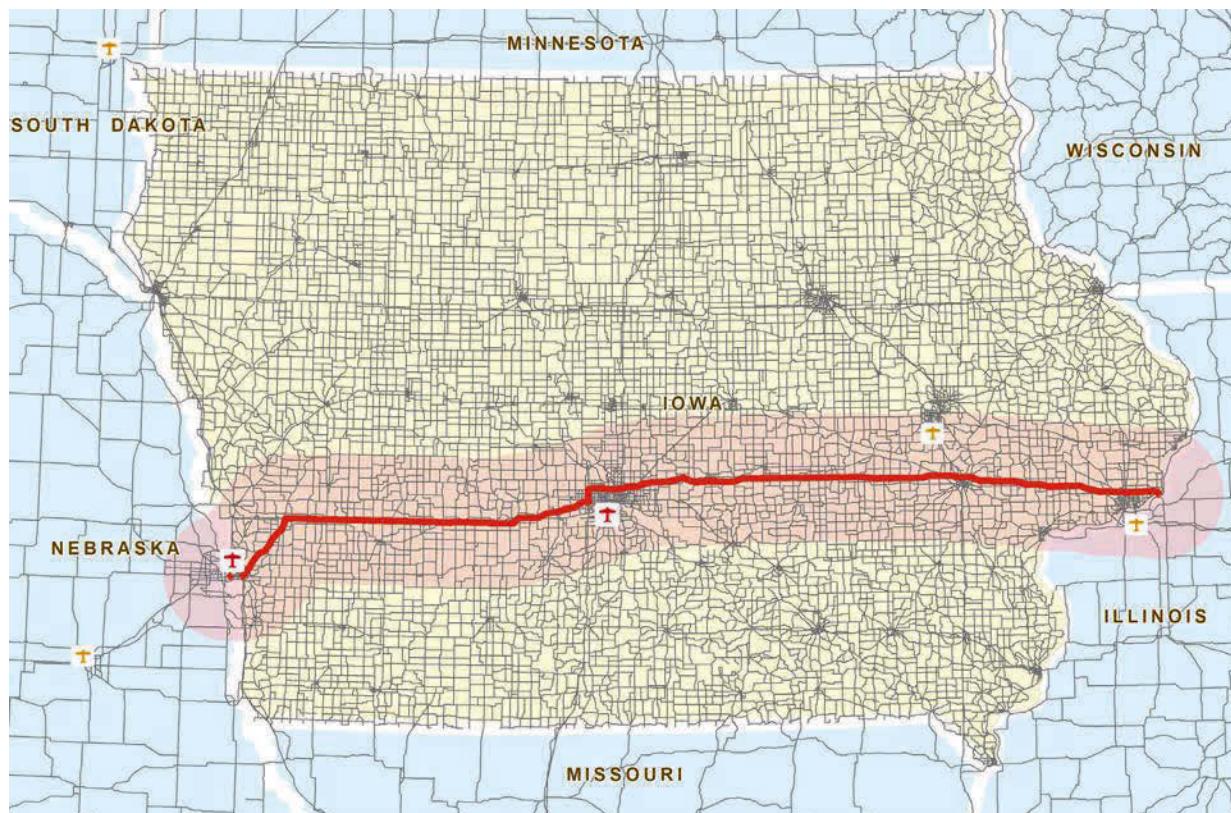 MINNESOTA
SOUTH DAKOTA
WISCONSIN
IOWA
NEBRASKA
ILLINOIS
MISSOURI